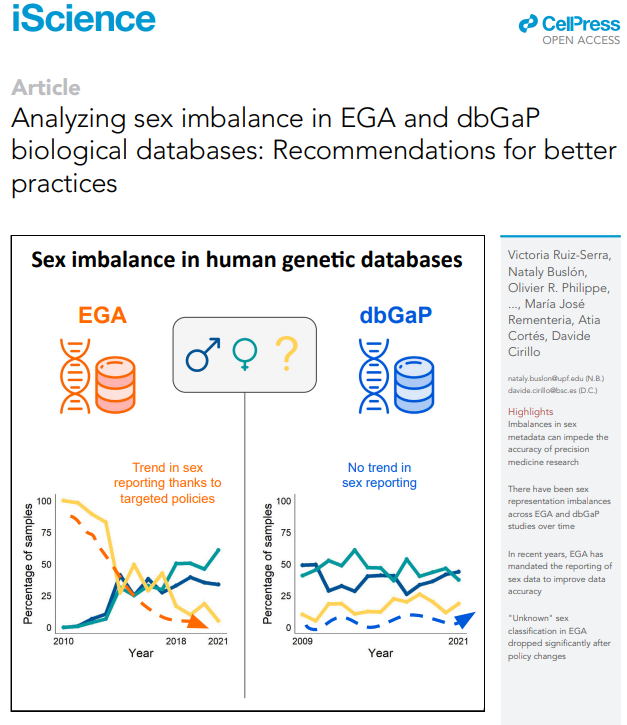 iScience
CellPress
OPEN ACCESS
Article
Analyzing sex imbalance in EGA and dbGaP
biological databases: Recommendations for better
practices
Sex imbalance in human genetic databases
EGA
dbGaP
?
Trend in sex
reporting thanks to
targeted policies
No trend in
sex reporting
Percentage of samples
100
75
50
25
0
2010
2018
2021
Year
Percentage of samples
100
75
50
25
0
2009
2021
Year
Victoria Ruiz-Serra,
Nataly Buslón,
Olivier R. Philippe,
..., María José
Rementeria, Atia
Cortés, Davide
Cirillo
nataly.buslon@upf.edu (N.B.)
davide.cirillo@bsc.es (D.C.)
Highlights
Imbalances in sex
metadata can impede the
accuracy of precision
medicine research
There have been sex
representation imbalances
across EGA and dbGaP
studies over time
In recent years, EGA has
mandated the reporting of
sex data to improve data
accuracy
"Unknown" sex
classification in EGA
dropped significantly after
policy changes